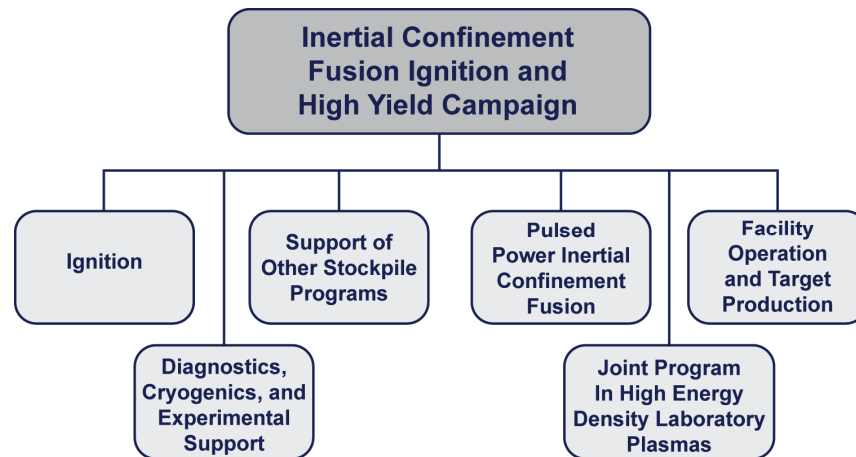 Inertial Confinement
Fusion Ignition and
High Yield Campaign
Ignition
Support of
Other Stockpile
Programs
Pulsed
Power Inertial
Confinement
Fusion
Facility
Operation
and Target
Production
Diagnostics,
Cryogenics, and
Experimental
Support
Joint Program
In High Energy
Density Laboratory
Plasmas